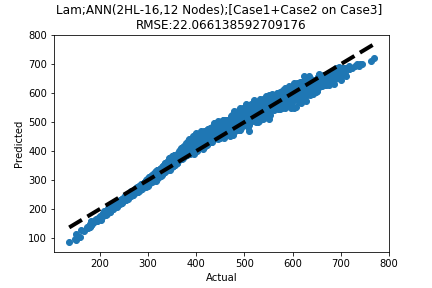 Lam;ANN(2HL-16,12 Nodes);[Case1+Case2 on Case3]
RMSE:22.066138592709176
800
700
600
500
400
300
200
100
Predicted
200 300 400 500 600 700 800
Actual